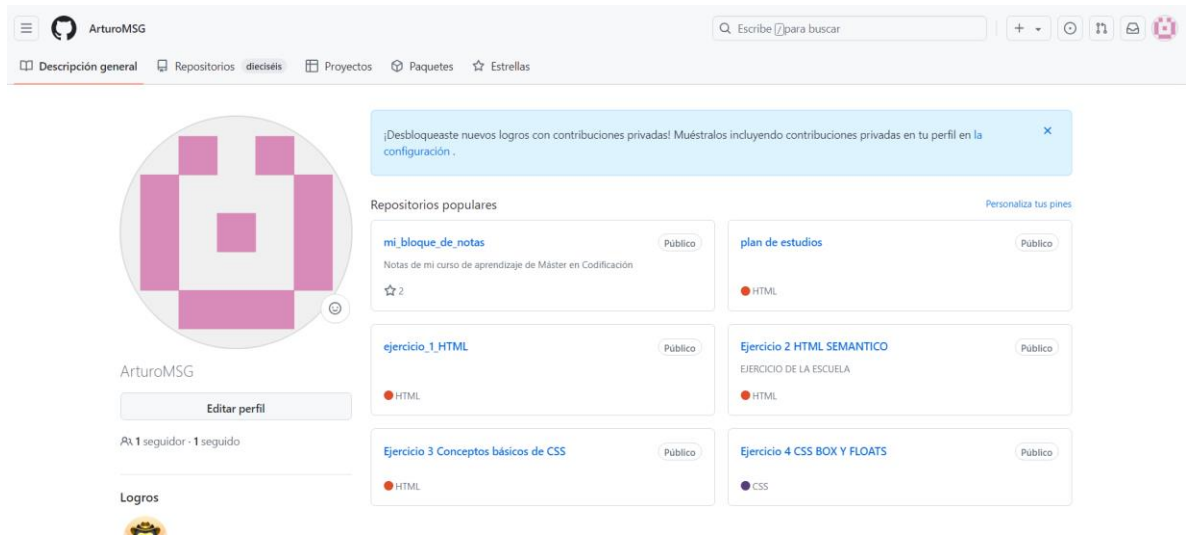 ArturoMSG
Escribe / para buscar
Descripción general
Repositorios dieciséis
Proyectos
Paquetes
Estrellas
¡Desbloqueaste nuevos logros con contribuciones privadas! Muéstralos incluyendo contribuciones privadas en tu perfil en la
configuración .
Repositorios populares
Personaliza tus pines
mi_bloque_de_notas
Público
Notas de mi curso de aprendizaje de Máster en Codificación
2
plan de estudios
Público
HTML
ejercicio_1_HTML
Público
HTML
Ejercicio 2 HTML SEMANTICO
Público
EJERCICIO DE LA ESCUELA
HTML
Ejercicio 3 Conceptos básicos de CSS
Público
HTML
Ejercicio 4 CSS BOX Y FLOATS
Público
CSS
ArturoMSG
Editar perfil
1 seguidor · 1 seguido
Logros